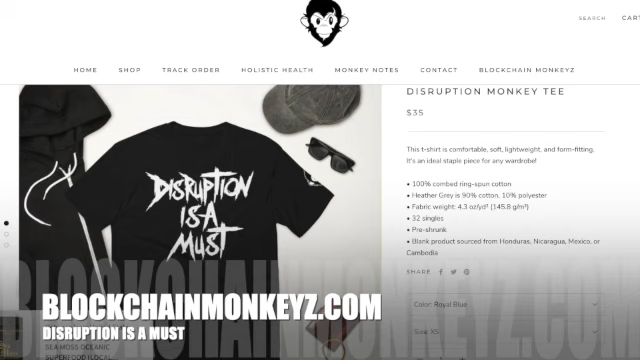 SEARCH
CART
HOME
SHOP
TRACK ORDER
HOLISTIC HEALTH
MONKEY NOTES
CONTACT
BLOCKCHAIN MONKEYZ
DISRUPTION MONKEY TEE
$35
This t-shirt is comfortable, soft, lightweight, and form-fitting.
It's an ideal staple piece for any wardrobe!
• 100% combed ring-spun cotton
• Heather Grey is 90% cotton, 10% polyester
• Fabric weight: 4.3 oz/yd² (145.8 g/m²)
• 32 singles
• Pre-shrunk
• Blank product sourced from Honduras, Nicaragua, Mexico, or
Cambodia
SHARE
Color: Royal Blue
Size: XS
DISRUPTION
IS A
MUST
BLOCKCHAINMONKEYZ.COM
BLOCKCHAINMONKEYZ.COM
DISRUPTION IS A MUST
SEA MOSS OCEANIC
SUPERFOOD (LOCAL